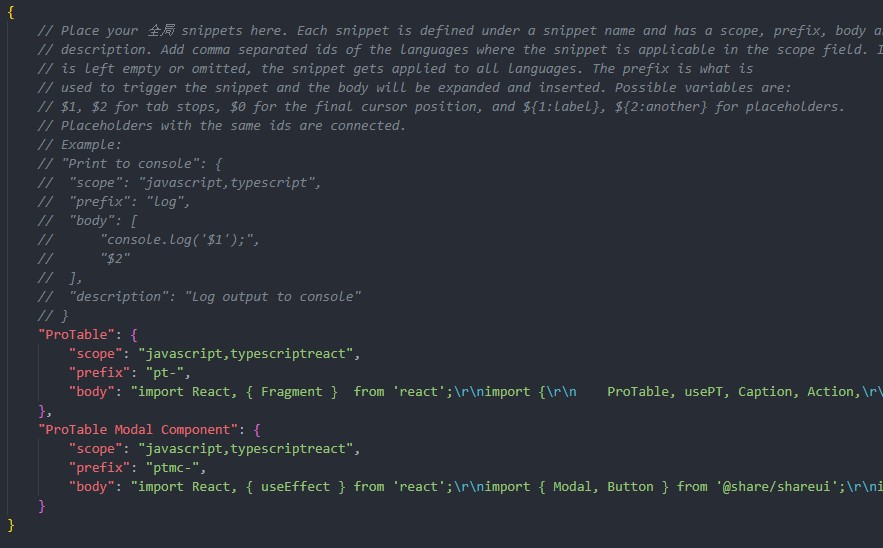 {
// Place your 全局 snippets here. Each snippet is defined under a snippet name and has a scope, prefix, body
// description. Add comma separated ids of the languages where the snippet is applicable in the scope field.
// is left empty or omitted, the snippet gets applied to all languages. The prefix is what is
// used to trigger the snippet and the body will be expanded and inserted. Possible variables are:
// $1, $2 for tab stops, $0 for the final cursor position, and ${1:label}, ${2:another} for placeholders.
// Placeholders with the same ids are connected.
// Example:
// "Print to console": {
//  "scope": "javascript,typescript",
//  "prefix": "log",
//  "body": [
//      "console.log('$1');",
//      "$2"
//  ],
//  "description": "Log output to console"
// }
"ProTable": {
"scope": "javascript,typescriptreact",
"prefix": "pt-",
"body": "import React, { Fragment }  from 'react';\r\nimport {\r\n    ProTable, usePT, Caption, Action,\r\
},
"ProTable Modal Component": {
"scope": "javascript,typescriptreact",
"prefix": "ptmc-",
"body": "import React, { useEffect } from 'react';\r\nimport { Modal, Button } from '@share/shareui';\r\ni
}
}